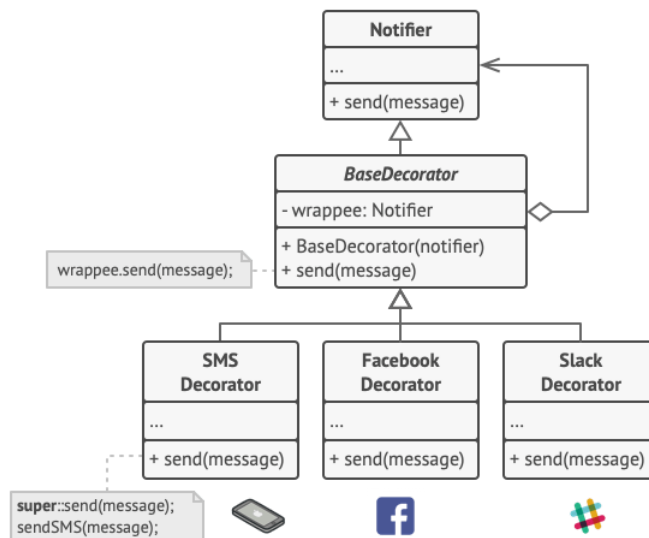 Notifier
...
+ send(message)
BaseDecorator
- wrappee: Notifier
+ BaseDecorator(notifier)
+ send(message)
wrappee.send(message);
SMS
Decorator
...
+ send(message)
Facebook
Decorator
...
+ send(message)
Slack
Decorator
...
+ send(message)
super::send(message);
sendSMS(message);